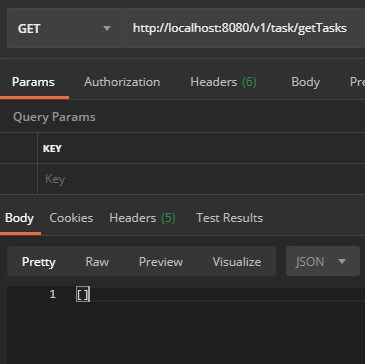 GET http://localhost:8080/v1/task/getTasks
Params Authorization Headers (6) Body Pre
Query Params
KEY
Key
Body Cookies Headers (5) Test Results
Pretty Raw Preview Visualize JSON
1 []